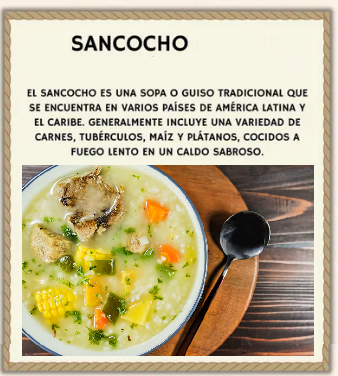 SANCOCHO
EL SANCOCHO ES UNA SOPA O GUISO TRADICIONAL QUE
SE ENCUENTRA EN VARIOS PAÍSES DE AMÉRICA LATINA Y
EL CARIBE. GENERALMENTE INCLUYE UNA VARIEDAD DE
CARNES, TUBÉRCULOS, MAÍZ Y PLÁTANOS, COCIDOS A
FUEGO LENTO EN UN CALDO SABROSO.